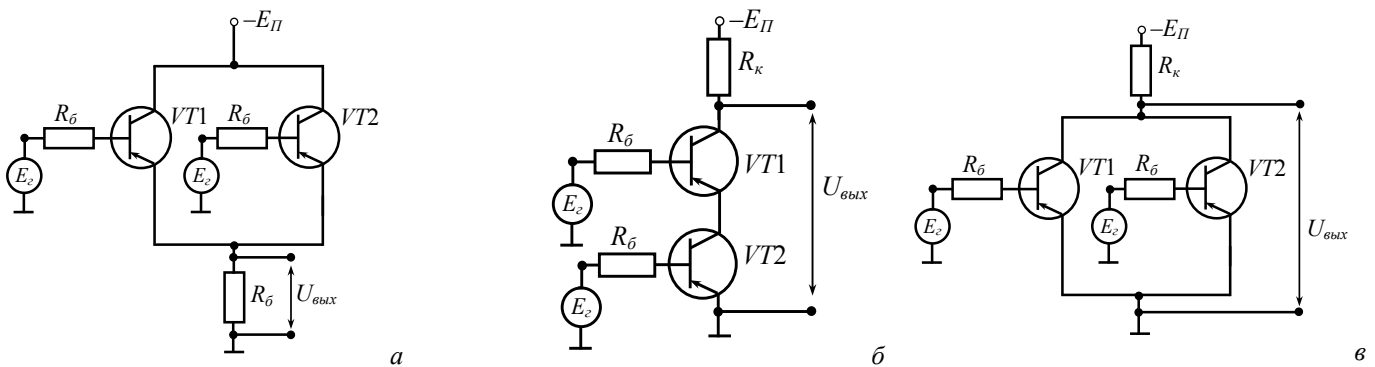 –E_П
R_б VT1 R_б VT2
E_г E_г
R_б U_вых
а
–E_П
R_к
R_б VT1
E_г U_вых
R_б VT2
E_г
б
–E_П
R_к
R_б VT1 R_б VT2
E_г E_г U_вых
в